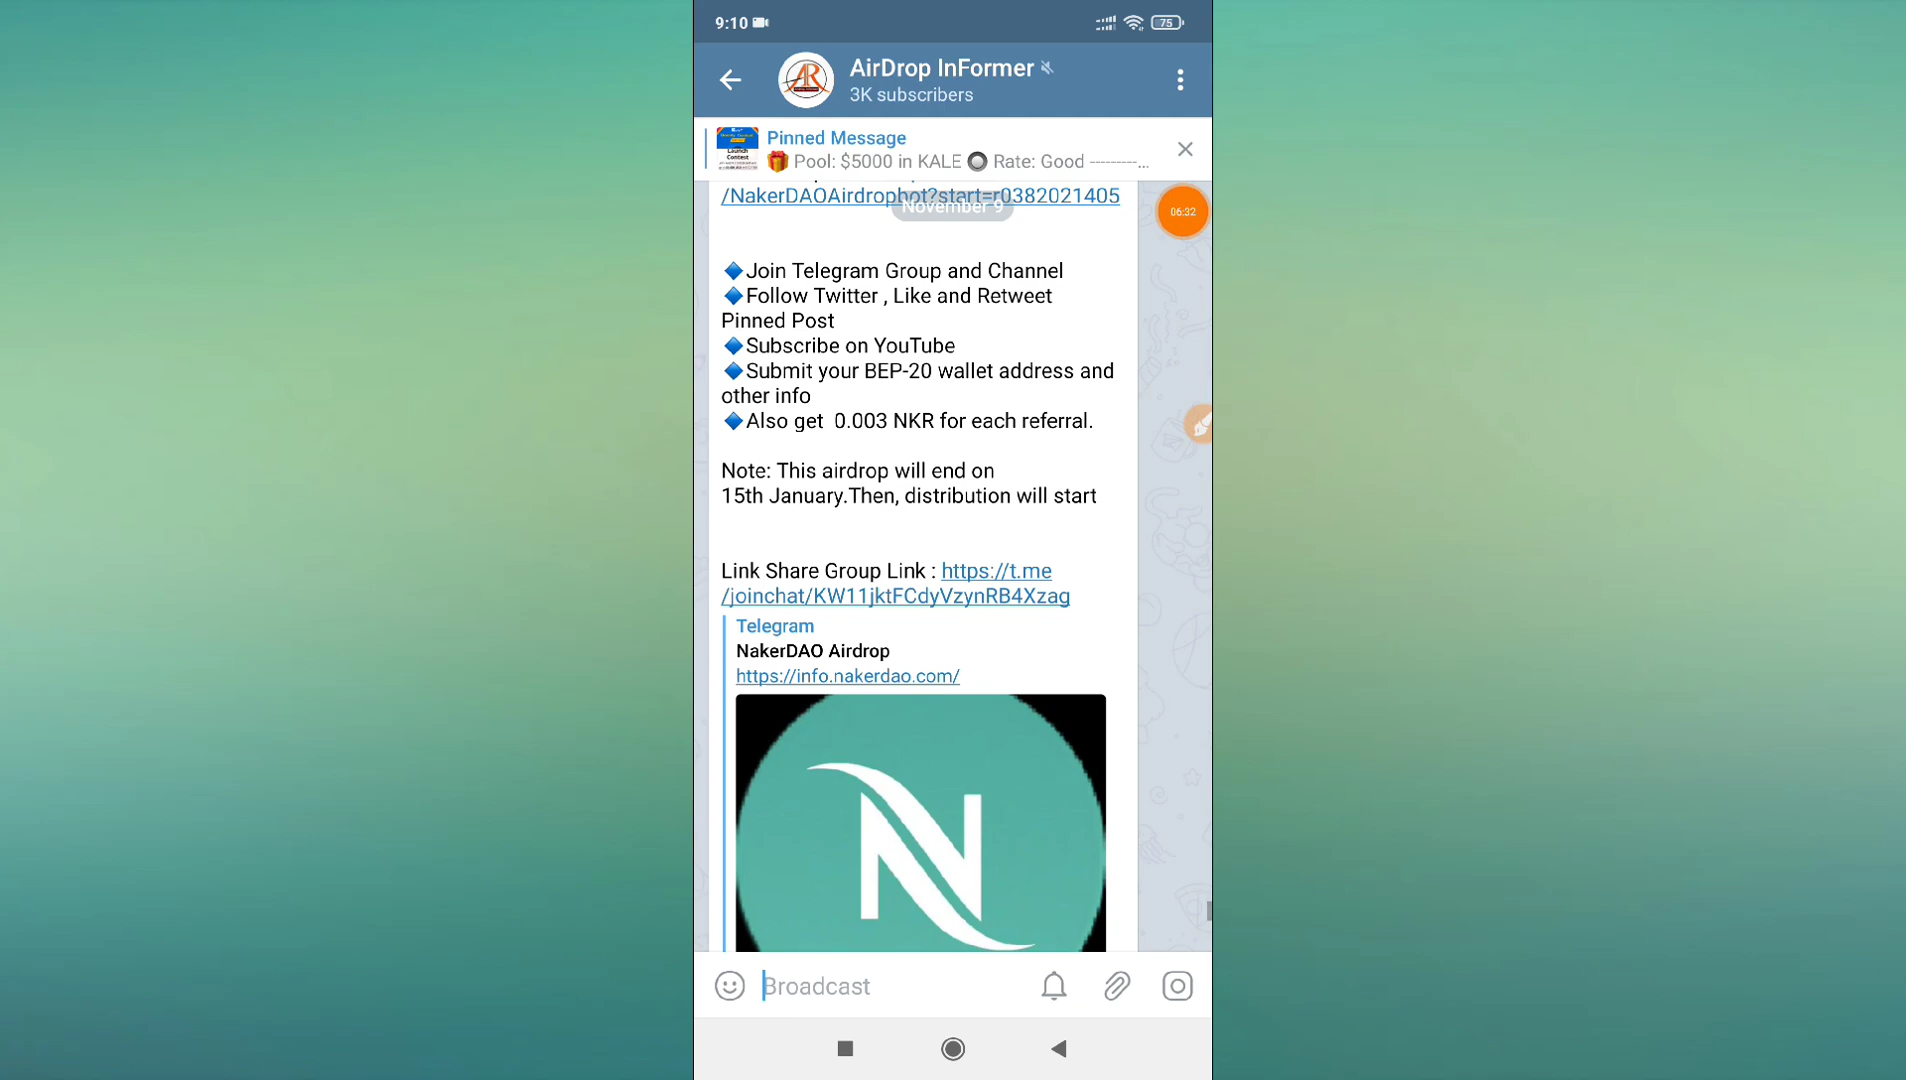 9:10
75
AirDrop InFormer
3K subscribers
Pinned Message
🎁 Pool: $5000 in KALE 🔘 Rate: Good ---------...
Launch
Contest
/NakerDAOAirdropbot?start=r0382021405
November 9
06:32
🔷Join Telegram Group and Channel
🔷Follow Twitter , Like and Retweet
Pinned Post
🔷Subscribe on YouTube
🔷Submit your BEP-20 wallet address and
other info
🔷Also get  0.003 NKR for each referral.
Note: This airdrop will end on
15th January.Then, distribution will start
Link Share Group Link : https://t.me
/joinchat/KW11jktFCdyVzynRB4Xzag
Telegram
NakerDAO Airdrop
https://info.nakerdao.com/
N
Broadcast